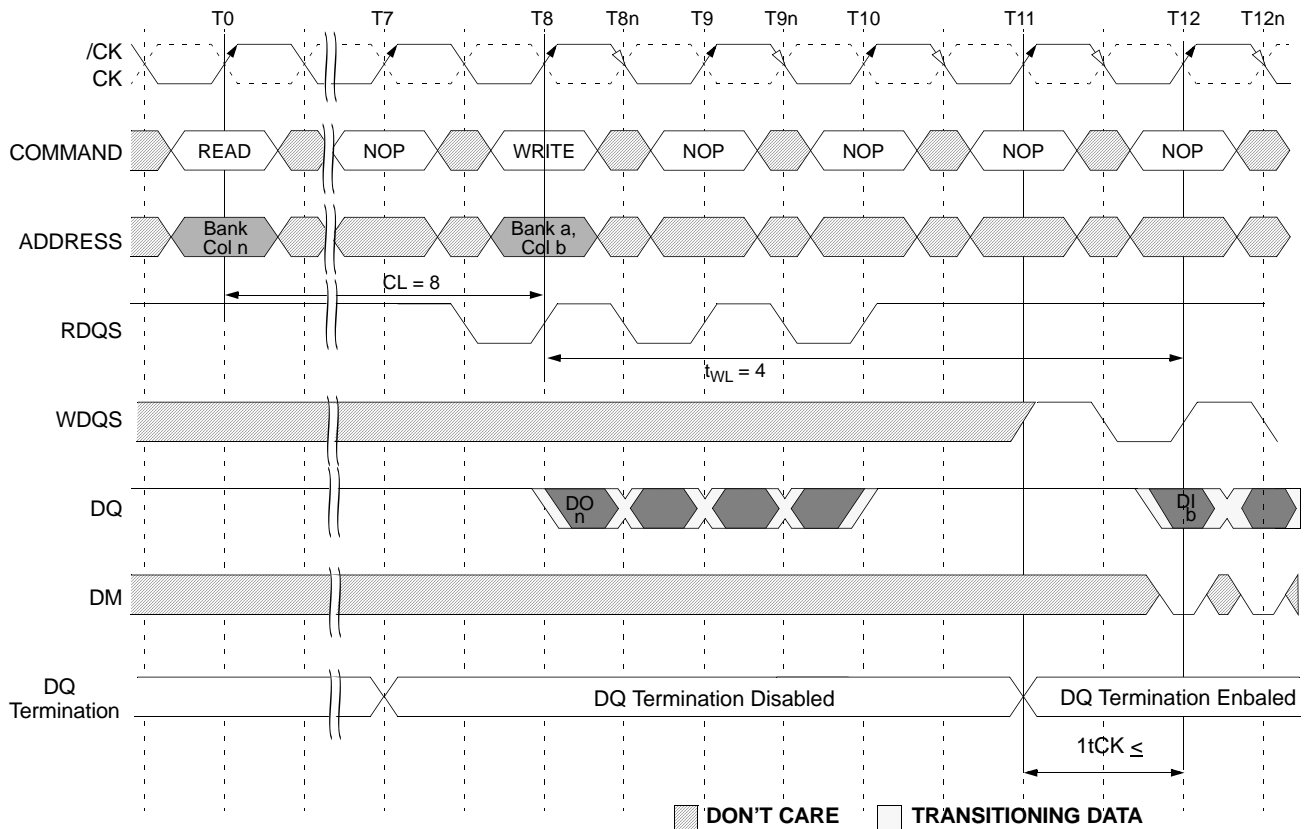 T0 T7 T8 T8n T9 T9n T10 T11 T12 T12n
/CK
CK
COMMAND READ NOP WRITE NOP NOP NOP NOP
ADDRESS Bank Col n Bank a, Col b
CL = 8
RDQS
tWL = 4
WDQS
DQ DO n DI b
DM
DQ Termination DQ Termination Disabled DQ Termination Enbaled
1tCK ≤
DON'T CARE TRANSITIONING DATA